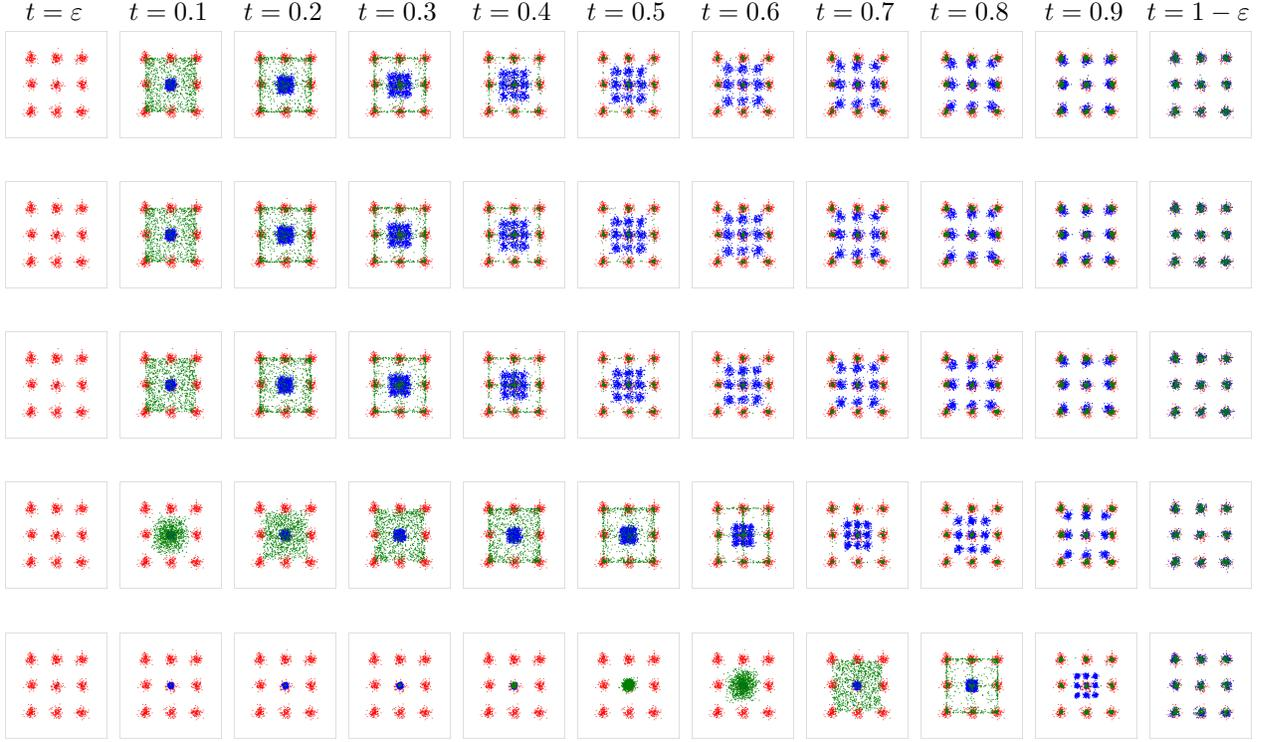 t = ε t = 0.1 t = 0.2 t = 0.3 t = 0.4 t = 0.5 t = 0.6 t = 0.7 t = 0.8 t = 0.9 t = 1 − ε